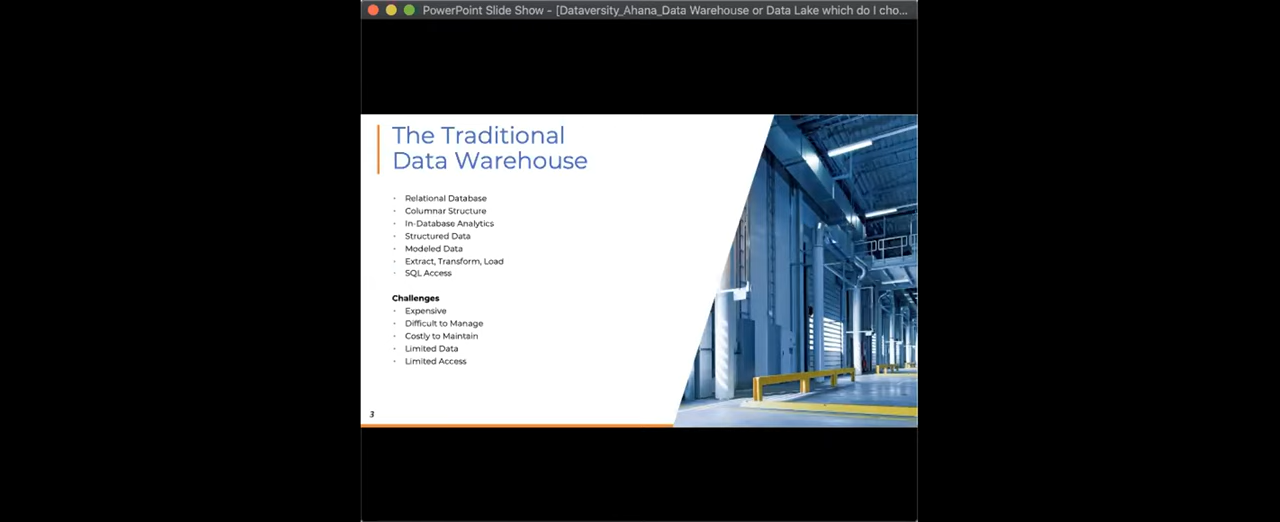 PowerPoint Slide Show - [Dataversity_Ahana_Data Warehouse or Data Lake which do I cho...
The Traditional
Data Warehouse
· Relational Database
· Columnar Structure
· In-Database Analytics
· Structured Data
· Modeled Data
· Extract, Transform, Load
· SQL Access
Challenges
· Expensive
· Difficult to Manage
· Costly to Maintain
· Limited Data
· Limited Access
3